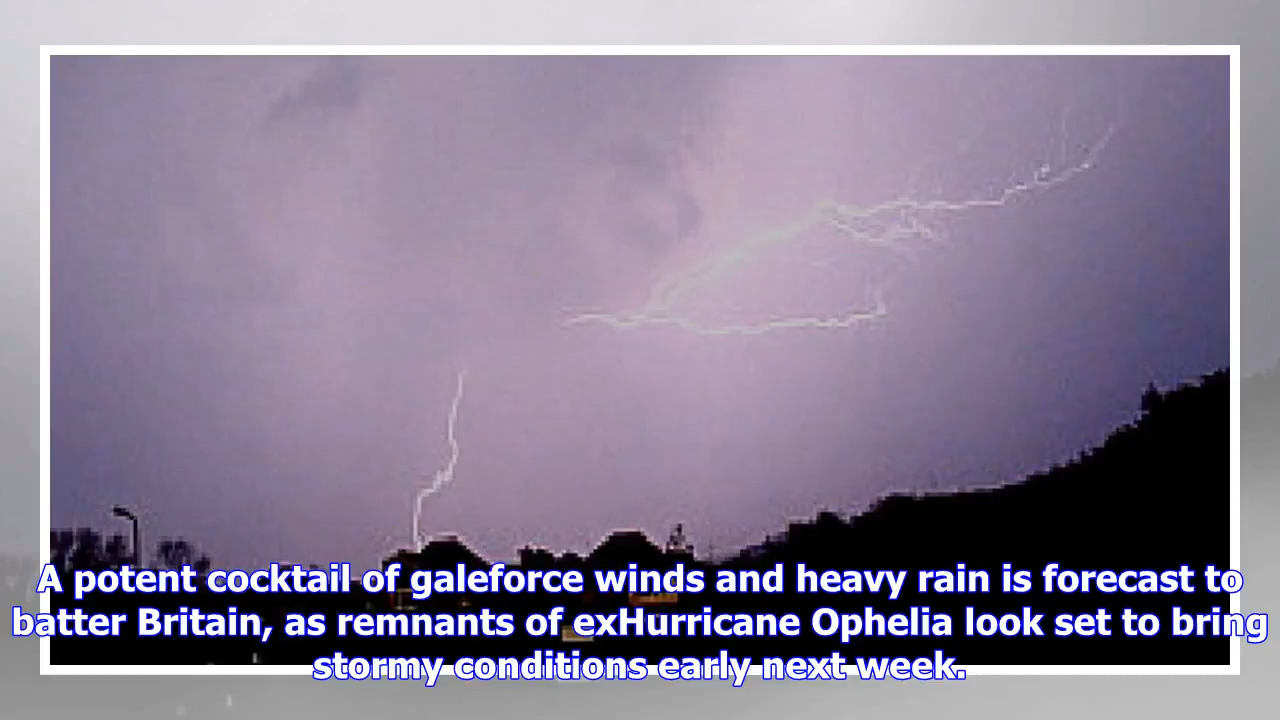 A potent cocktail of galeforce winds and heavy rain is forecast to
batter Britain, as remnants of exHurricane Ophelia look set to bring
stormy conditions early next week.